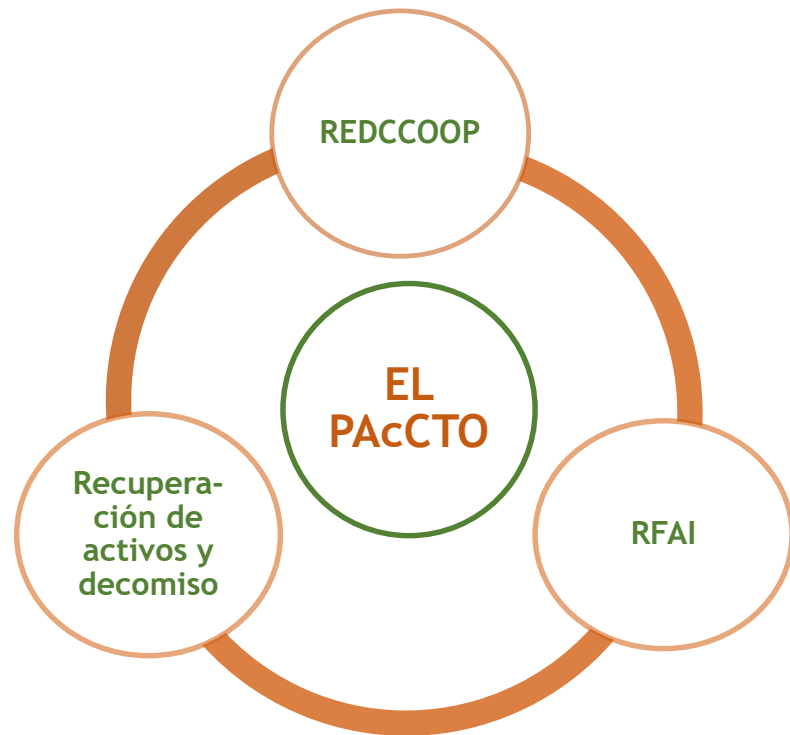 REDCCOOP
EL
PAcCTO
Recupera-
ción de
activos y
decomiso
RFAI